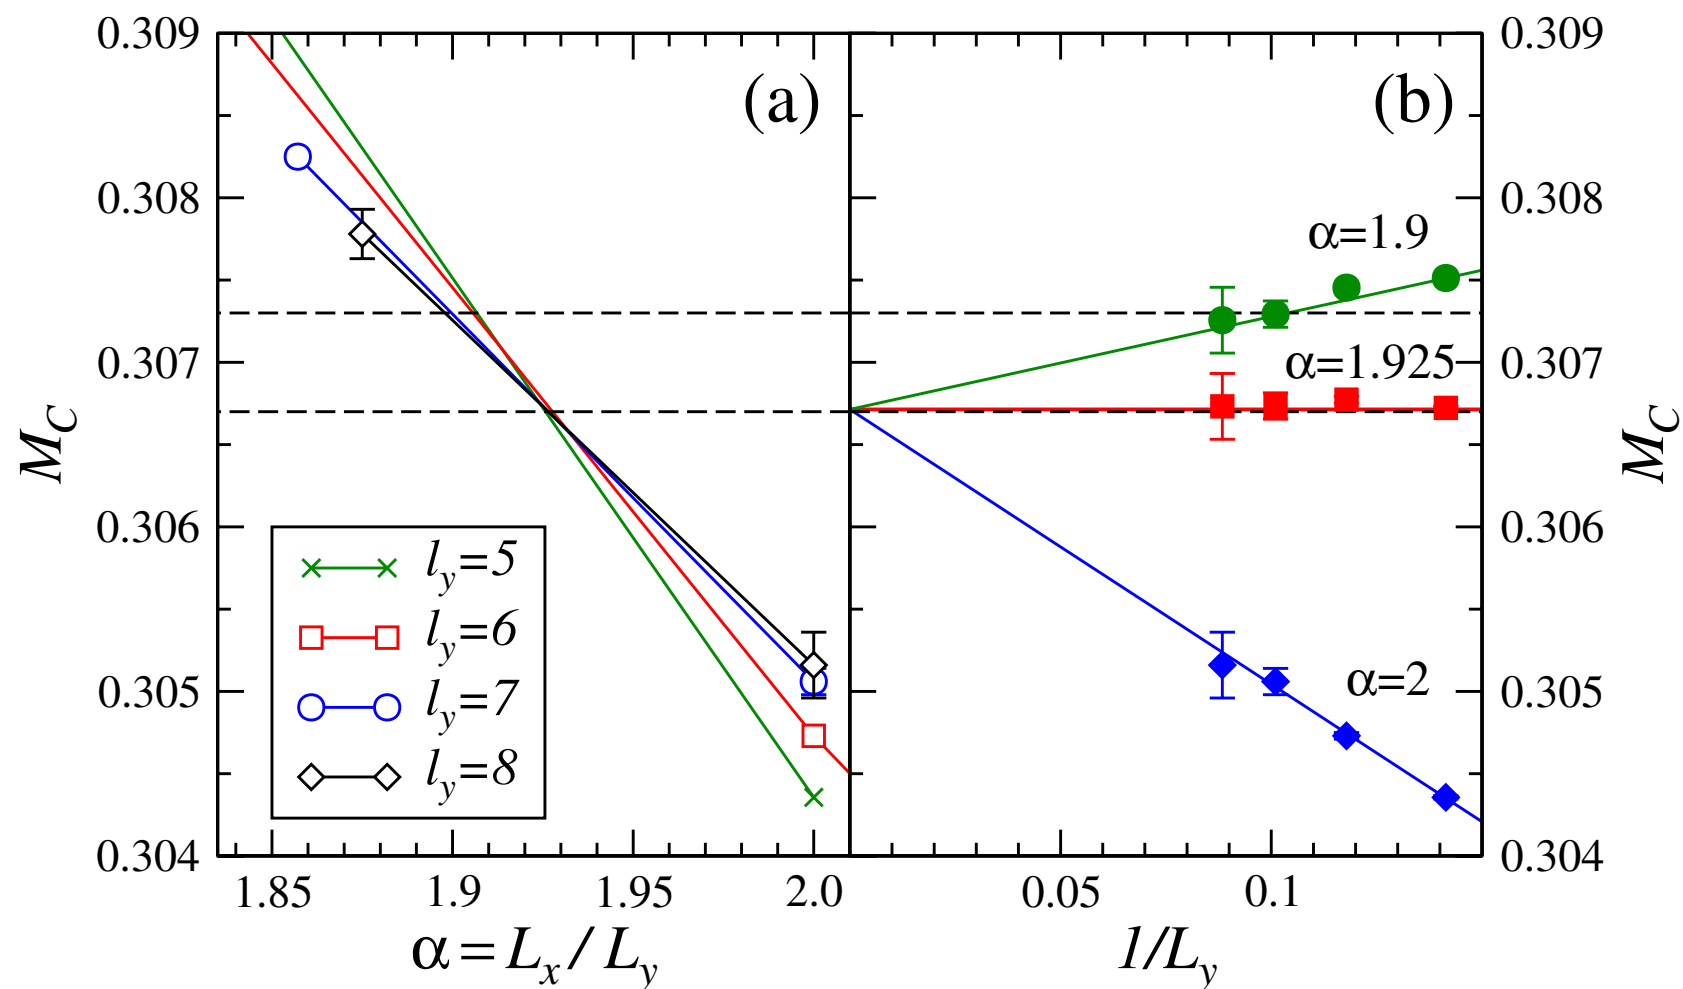 0.309
0.308
0.307
0.306
0.305
0.304
M_C
(a)
l_y=5
l_y=6
l_y=7
l_y=8
1.85
1.9
1.95
2.0
α = L_x / L_y
(b)
α=1.9
α=1.925
α=2
0.05
0.1
1/L_y
0.309
0.308
0.307
0.306
0.305
0.304
M_C